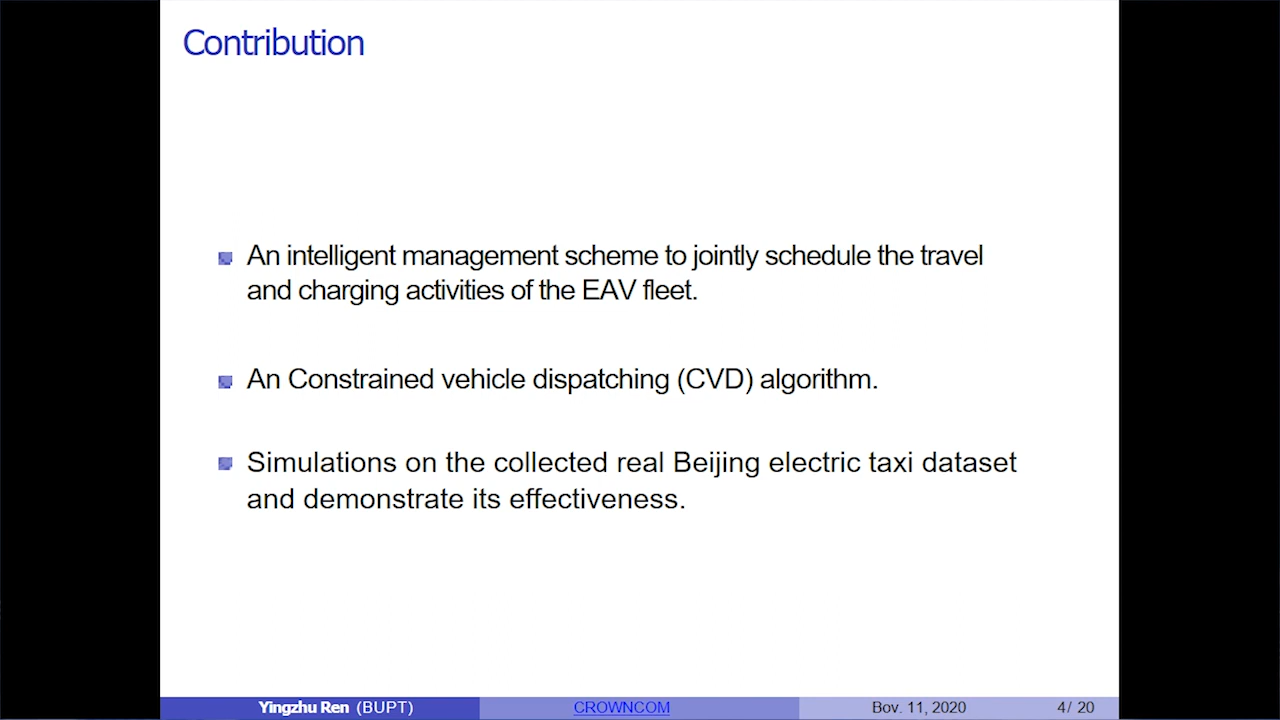 Contribution
An intelligent management scheme to jointly schedule the travel
and charging activities of the EAV fleet.
An Constrained vehicle dispatching (CVD) algorithm.
Simulations on the collected real Beijing electric taxi dataset
and demonstrate its effectiveness.
Yingzhu Ren (BUPT) CROWNCOM Bov. 11, 2020 4/ 20